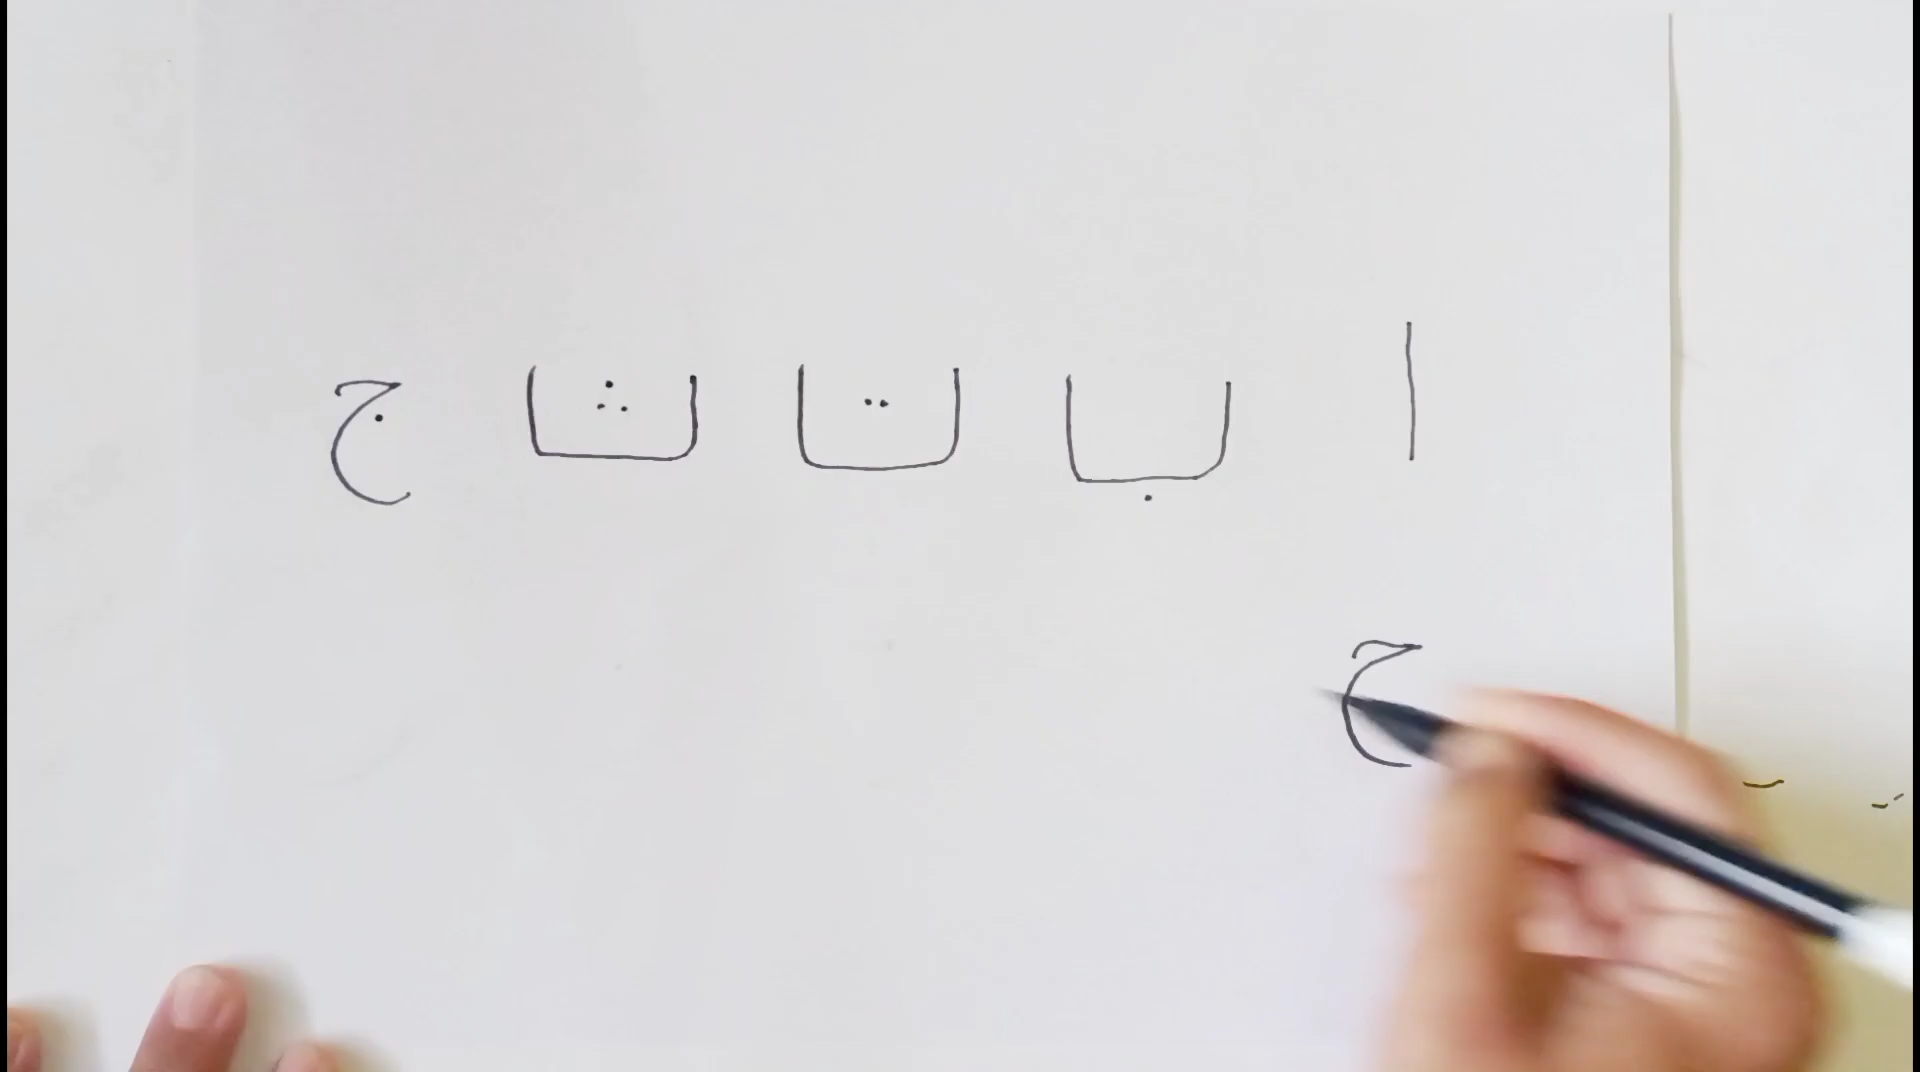 ا ب ت ث ج
ح